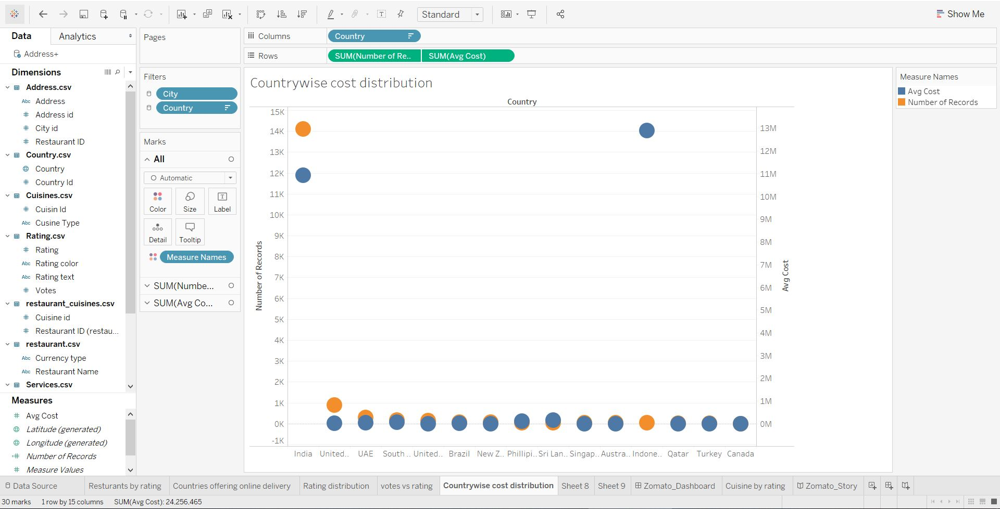 Standard
Show Me
Data
Analytics
Address+
Dimensions
Address.csv
Abc Address
# Address id
# City id
# Restaurant ID
Country.csv
Country
# Country Id
Cuisines.csv
# Cuisin Id
Abc Cusine Type
Rating.csv
# Rating
Abc Rating color
Abc Rating text
# Votes
restaurant_cuisines.csv
# Cuisine id
# Restaurant ID (restau...
restaurant.csv
Abc Currency type
Abc Restaurant Name
Services.csv
Measures
# Avg Cost
Latitude (generated)
Longitude (generated)
=# Number of Records
# Measure Values
Pages
Filters
City
Country
Marks
All
Automatic
Color
Size
T
Label
Detail
Tooltip
Measure Names
SUM(Numbe...
SUM(Avg Co...
Columns
Country
Rows
SUM(Number of Re..
SUM(Avg Cost)
Countrywise cost distribution
Country
15K
14K
13K
12K
11K
10K
9K
8K
7K
6K
5K
4K
3K
2K
1K
0K
-1K
Number of Records
13M
12M
11M
10M
9M
8M
7M
6M
5M
4M
3M
2M
1M
0M
Avg Cost
India United.. UAE South .. United.. Brazil New Z.. Phillipi.. Sri Lan.. Singap.. Austra.. Indone.. Qatar Turkey Canada
Measure Names
Avg Cost
Number of Records
Data Source
Resturants by rating
Countries offering online delivery
Rating distribution
votes vs rating
Countrywise cost distribution
Sheet 8
Sheet 9
Zomato_Dashboard
Cuisine by rating
Zomato_Story
30 marks 1 row by 15 columns SUM(Avg Cost): 24,256,465